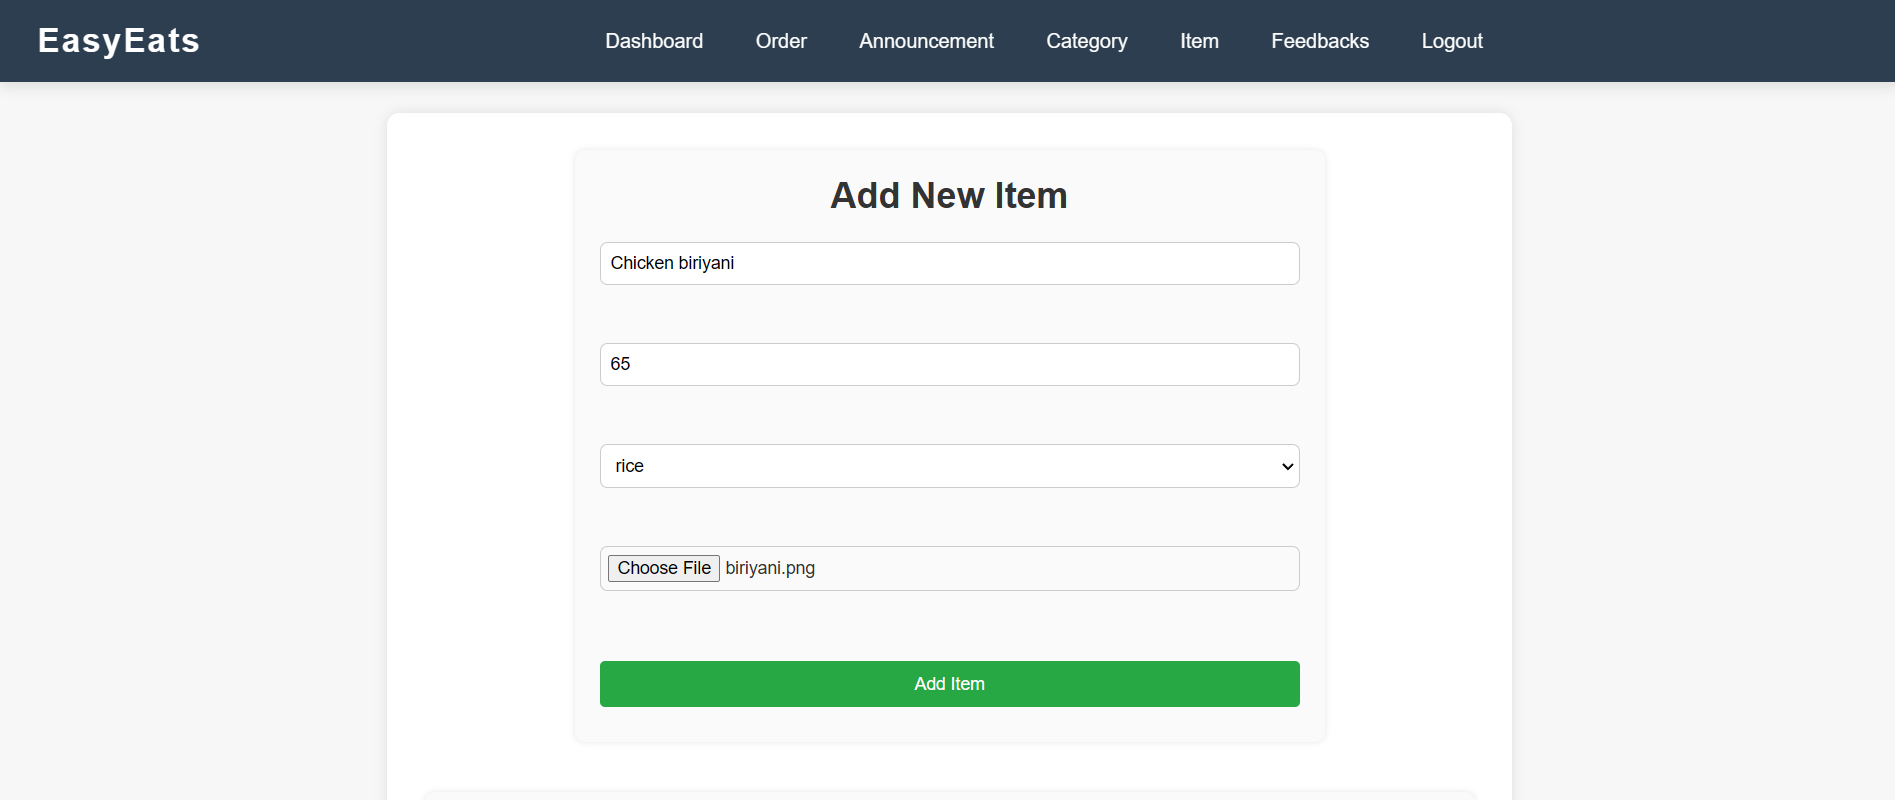 EasyEats Dashboard Order Announcement Category Item Feedbacks Logout
Add New Item
Chicken biriyani
65
rice
Choose File biriyani.png
Add Item